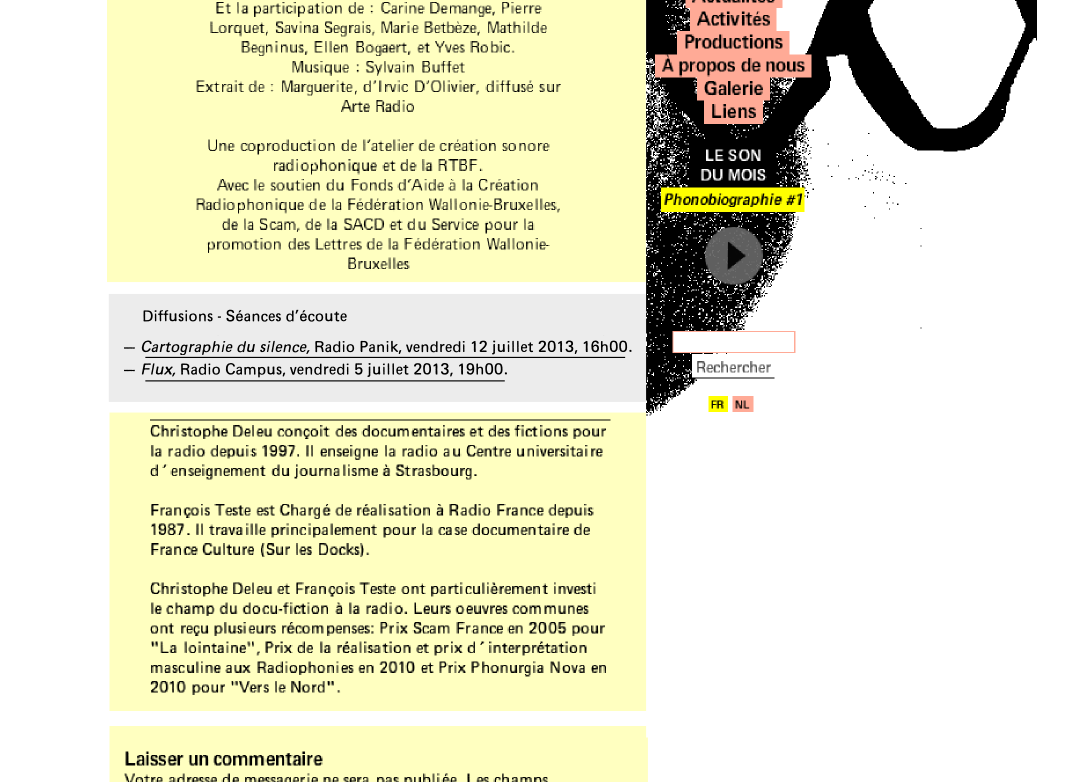 Et la participation de : Carine Demange, Pierre
Lorquet, Savina Segrais, Marie Betbèze, Mathilde
Begninus, Ellen Bogaert, et Yves Robic.
Musique : Sylvain Buffet
Extrait de : Marguerite, d'Irvic D'Olivier, diffusé sur
Arte Radio
Une coproduction de l'atelier de création sonore
radiophonique et de la RTBF.
Avec le soutien du Fonds d'Aide à la Création
Radiophonique de la Fédération Wallonie-Bruxelles,
de la Scam, de la SACD et du Service pour la
promotion des Lettres de la Fédération Wallonie-
Bruxelles
Diffusions - Séances d'écoute
— Cartographie du silence, Radio Panik, vendredi 12 juillet 2013, 16h00.
— Flux, Radio Campus, vendredi 5 juillet 2013, 19h00.
Christophe Deleu conçoit des documentaires et des fictions pour
la radio depuis 1997. Il enseigne la radio au Centre universitaire
d´enseignement du journalisme à Strasbourg.
François Teste est Chargé de réalisation à Radio France depuis
1987. Il travaille principalement pour la case documentaire de
France Culture (Sur les Docks).
Christophe Deleu et François Teste ont particulièrement investi
le champ du docu-fiction à la radio. Leurs oeuvres communes
ont reçu plusieurs récompenses: Prix Scam France en 2005 pour
"La lointaine", Prix de la réalisation et prix d´interprétation
masculine aux Radiophonies en 2010 et Prix Phonurgia Nova en
2010 pour "Vers le Nord".
Laisser un commentaire
Votre adresse de messagerie ne sera pas publiée. Les champs
Actualités
Activités
Productions
À propos de nous
Galerie
Liens
LE SON
DU MOIS
Phonobiographie #1
Rechercher
FR NL